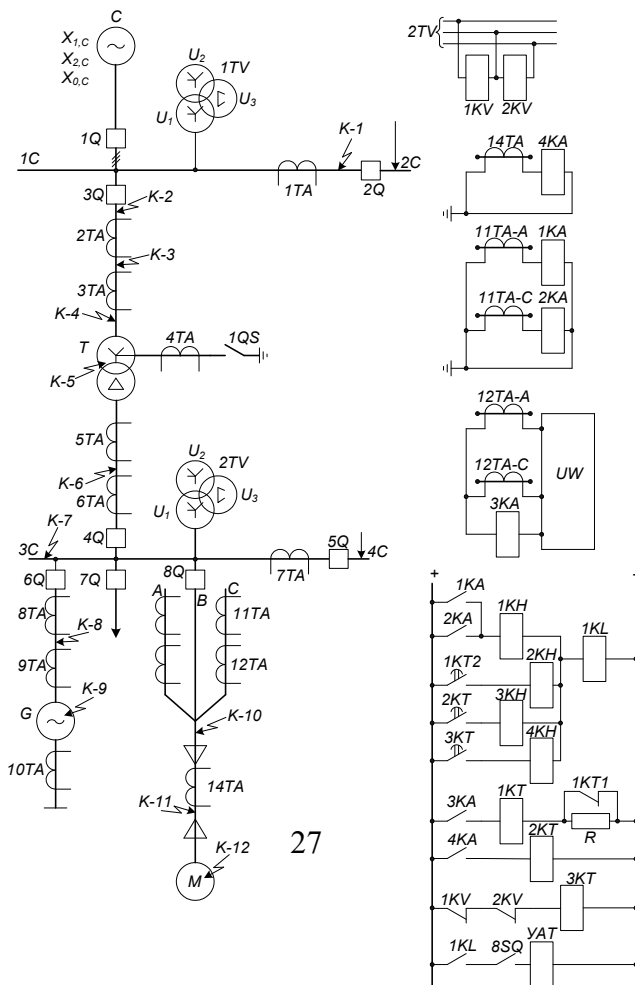 C
X1,C
X2,C
X0,C
U2
1TV
U1
U3
1Q
1C
K-1
2C
1TA
2Q
3Q
K-2
2TA
K-3
3TA
K-4
T
4TA
1QS
K-5
5TA
K-6
6TA
U2
2TV
U1
U3
K-7
4Q
3C
5Q
4C
6Q
7Q
8Q
7TA
A
B
C
8TA
K-8
9TA
11TA
12TA
G
K-9
K-10
10TA
14TA
K-11
K-12
M
27
2TV
1KV
2KV
14TA
4KA
11TA-A
1KA
11TA-C
2KA
12TA-A
12TA-C
UW
3KA
+
-
1KA
1KH
2KA
1KL
1KT2
2KH
2KT
3KH
3KT
4KH
3KA
1KT
1KT1
R
4KA
2KT
1KV
2KV
3KT
1KL
8SQ
УАТ